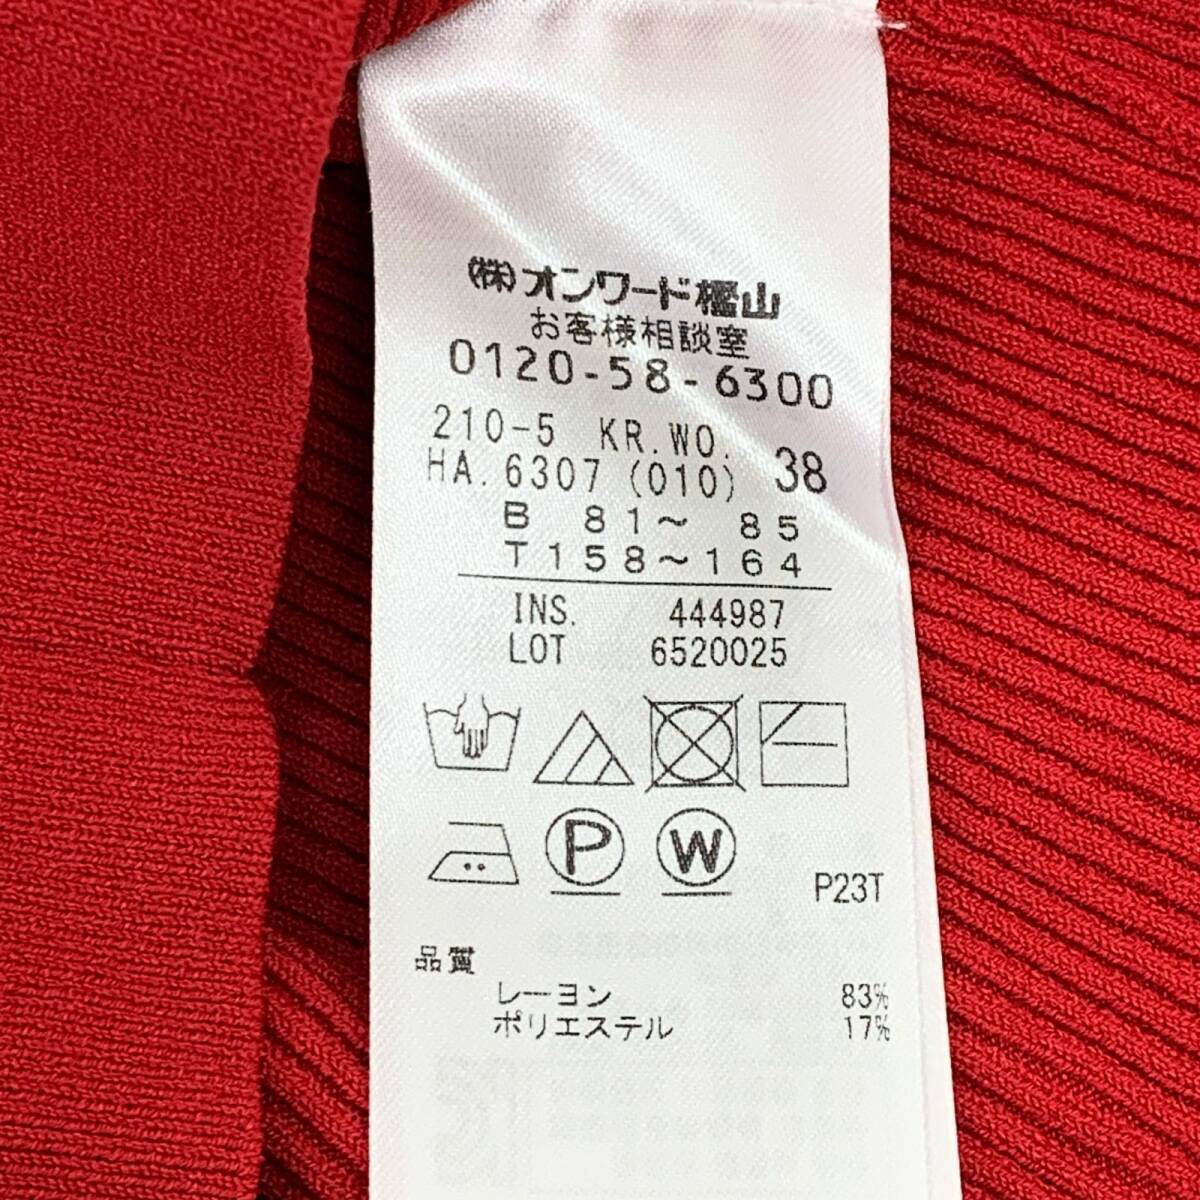 ㈱オンワード樫山
お客様相談室
0120-58-6300
210-5 KR.WO. 38
HA.6307 (010)
B 81~ 85
T158~164
INS. 444987
LOT 6520025
P W P23T
品質
レーヨン 83%
ポリエステル 17%